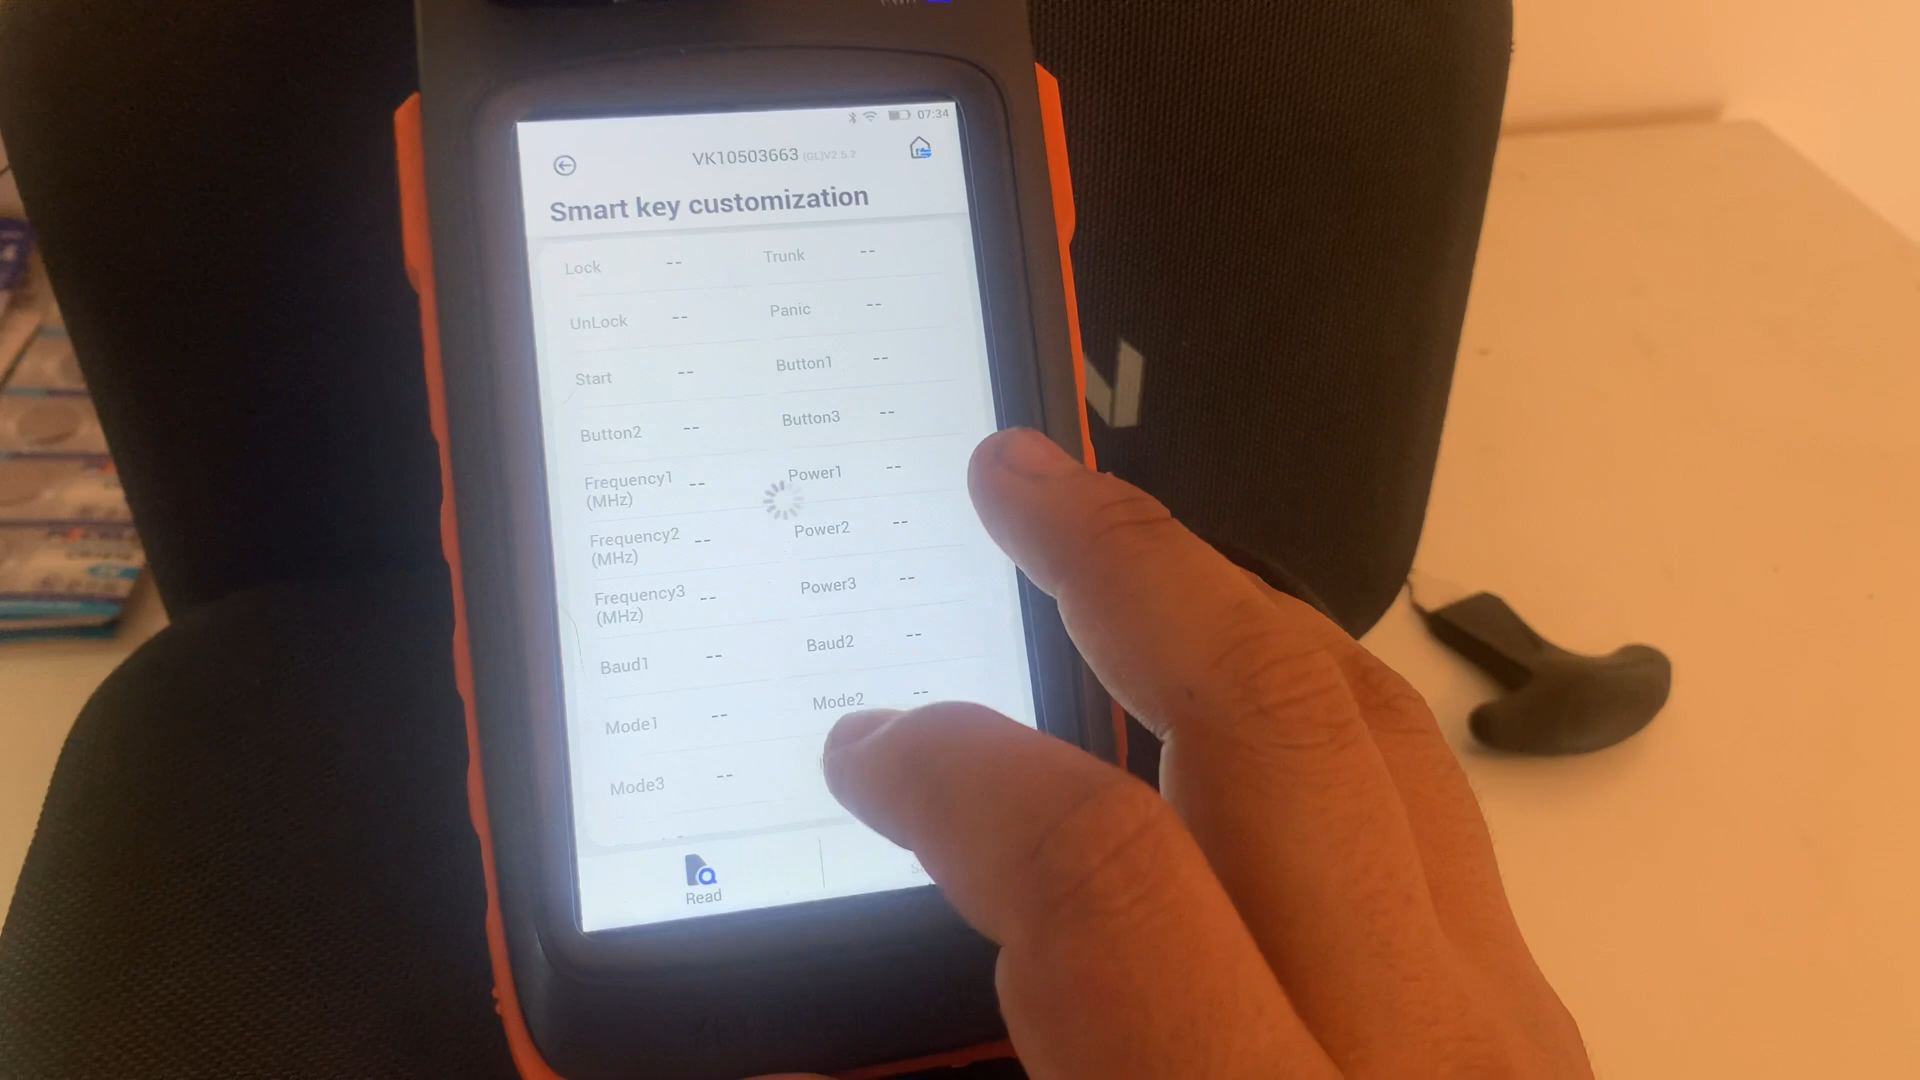 07:34
VK10503663 (GL)V2.5.2
Smart key customization
Lock -- Trunk --
UnLock -- Panic --
Start -- Button1 --
Button2 -- Button3 --
Frequency1 (MHz) -- Power1 --
Frequency2 (MHz) -- Power2 --
Frequency3 (MHz) -- Power3 --
Baud1 -- Baud2 --
Mode1 -- Mode2 --
Mode3 --
Read